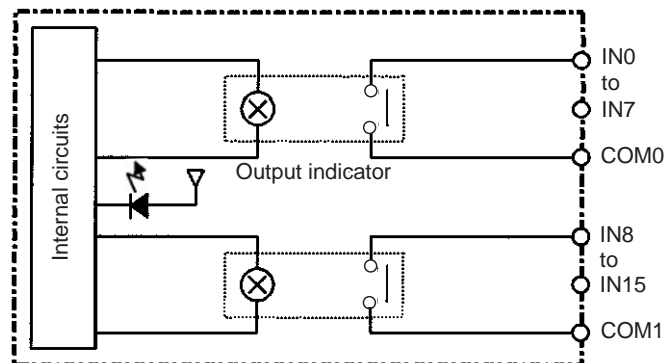 Internal circuits
IN0
to
IN7
COM0
Output indicator
IN8
to
IN15
COM1